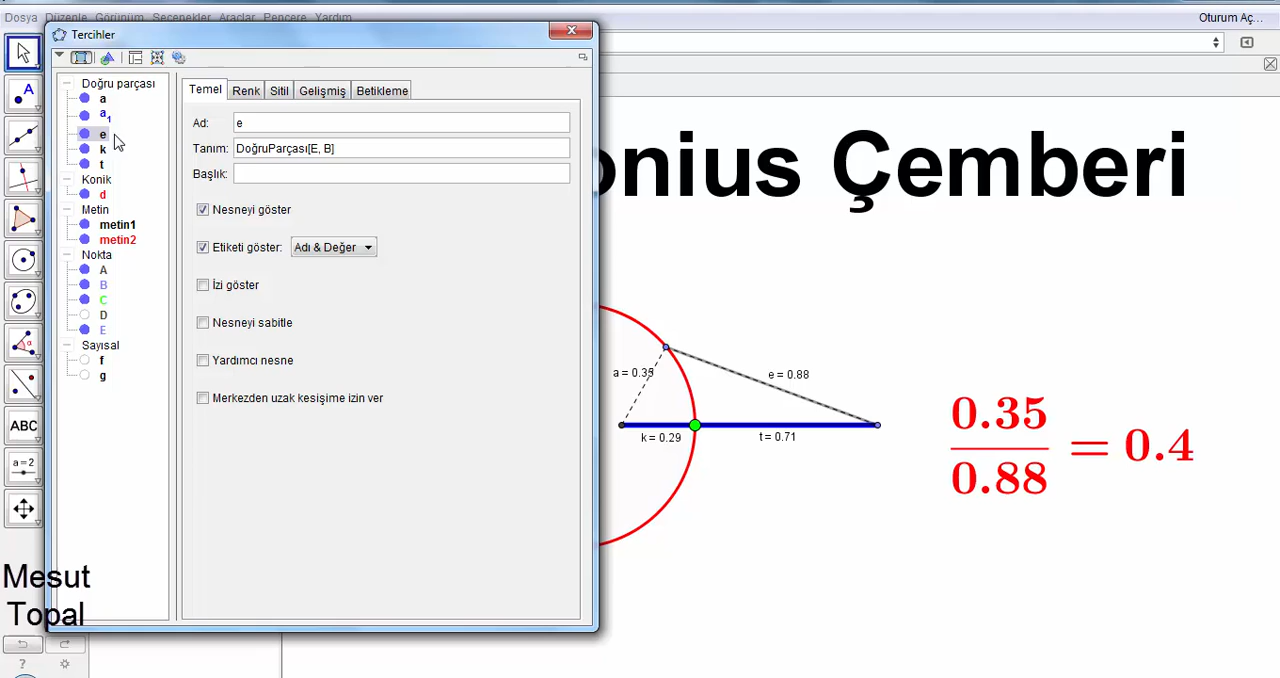 Dosya Düzenle Görünüm Seçenekler Araçlar Pencere Yardım
Oturum Aç...
Tercihler
Doğru parçası
a
a1
e
k
t
Konik
d
Metin
metin1
metin2
Nokta
A
B
C
D
E
Sayısal
f
g
Temel Renk Sitil Gelişmiş Betikleme
Ad: e
Tanım: DoğruParçası[E, B]
Başlık:
Nesneyi göster
Etiketi göster: Adı & Değer
İzi göster
Nesneyi sabitle
Yardımcı nesne
Merkezden uzak kesişime izin ver
onius Çemberi
a = 0.35
e = 0.88
k = 0.29
t = 0.71
0.35
0.88
= 0.4
A
ABC
a = 2
Mesut
Topal
?